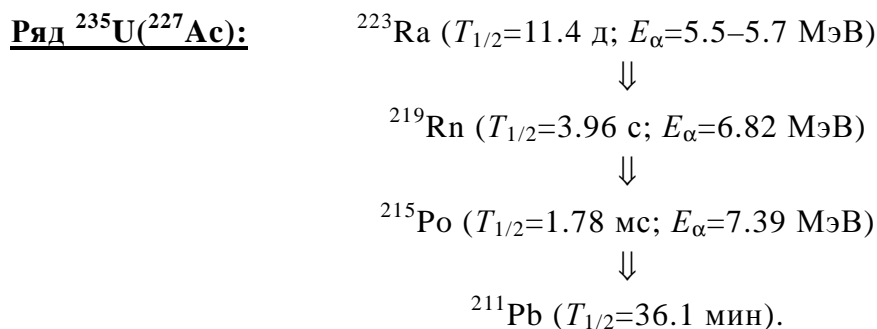 Ряд ²³⁵U(²²⁷Ac): ²²³Ra (T₁/₂=11.4 д; Eα=5.5–5.7 МэВ)
⇓
²¹⁹Rn (T₁/₂=3.96 с; Eα=6.82 МэВ)
⇓
²¹⁵Po (T₁/₂=1.78 мс; Eα=7.39 МэВ)
⇓
²¹¹Pb (T₁/₂=36.1 мин).